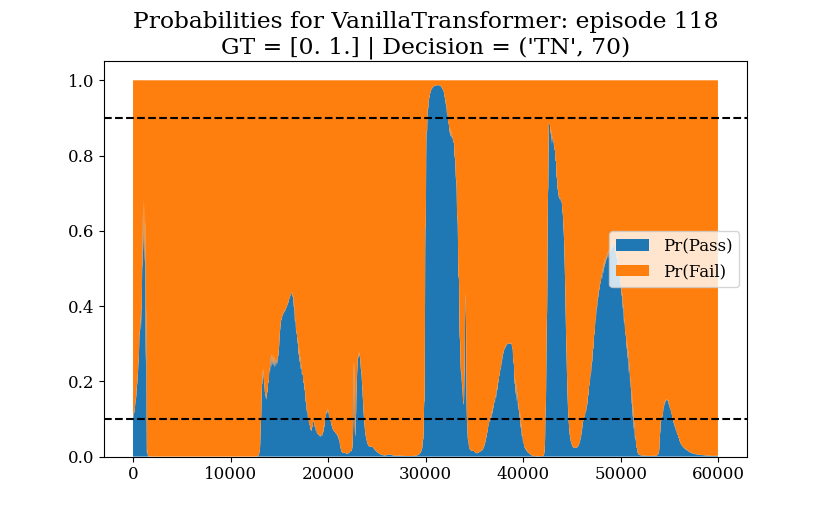 Probabilities for VanillaTransformer: episode 118
GT = [0. 1.] | Decision = ('TN', 70)
1.0
0.8
0.6
0.4
0.2
0.0
Pr(Pass)
Pr(Fail)
0 10000 20000 30000 40000 50000 60000